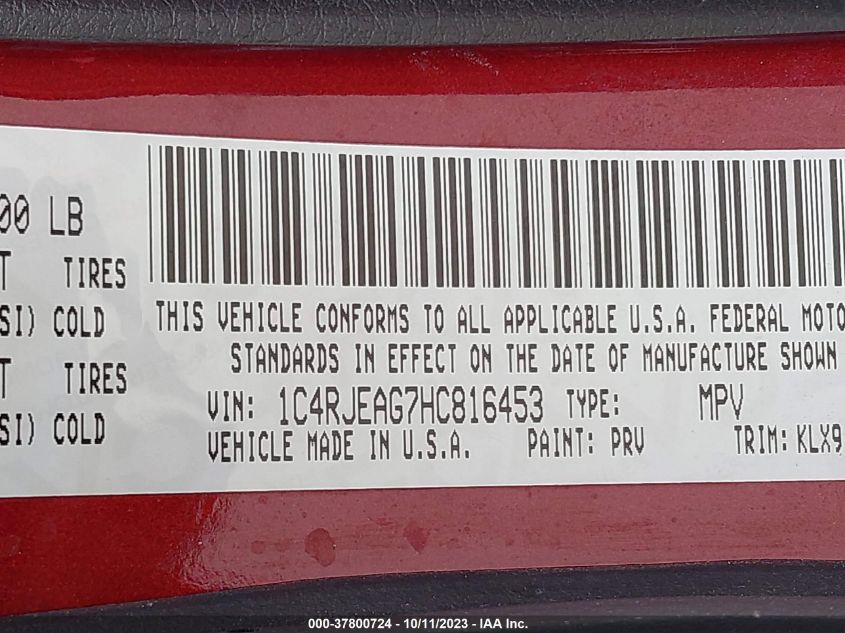 00 LB
T TIRES
SI) COLD
T TIRES
SI) COLD
THIS VEHICLE CONFORMS TO ALL APPLICABLE U.S.A. FEDERAL MOTO
STANDARDS IN EFFECT ON THE DATE OF MANUFACTURE SHOWN
VIN: 1C4RJEAG7HC816453 TYPE: MPV
VEHICLE MADE IN U.S.A. PAINT: PRV TRIM: KLX9
000-37800724 - 10/11/2023 - IAA Inc.